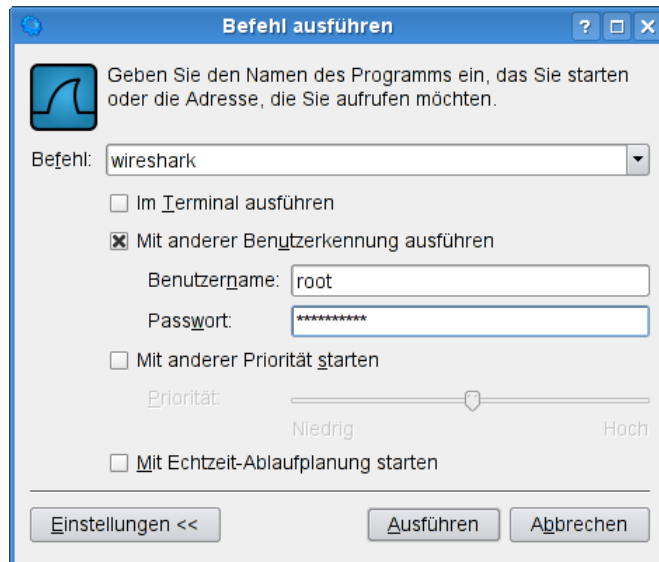 Befehl ausführen
Geben Sie den Namen des Programms ein, das Sie starten
oder die Adresse, die Sie aufrufen möchten.
Befehl: wireshark
Im Terminal ausführen
Mit anderer Benutzerkennung ausführen
Benutzername: root
Passwort: **********
Mit anderer Priorität starten
Priorität:
Niedrig Hoch
Mit Echtzeit-Ablaufplanung starten
Einstellungen << Ausführen Abbrechen